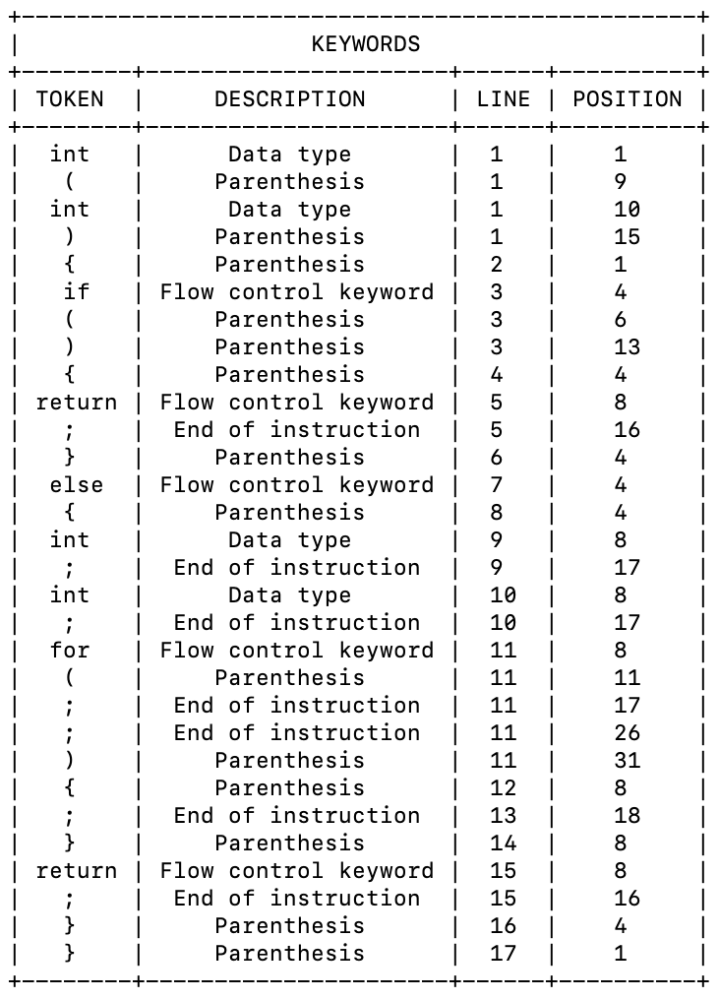 +--------------------------------------------------+
|                     KEYWORDS                     |
+--------+----------------------+------+----------+
| TOKEN  |     DESCRIPTION      | LINE | POSITION |
+--------+----------------------+------+----------+
|  int   |      Data type       |  1   |    1     |
|   (    |     Parenthesis      |  1   |    9     |
|  int   |      Data type       |  1   |    10    |
|   )    |     Parenthesis      |  1   |    15    |
|   {    |     Parenthesis      |  2   |    1     |
|   if   | Flow control keyword |  3   |    4     |
|   (    |     Parenthesis      |  3   |    6     |
|   )    |     Parenthesis      |  3   |    13    |
|   {    |     Parenthesis      |  4   |    4     |
| return | Flow control keyword |  5   |    8     |
|   ;    |  End of instruction  |  5   |    16    |
|   }    |     Parenthesis      |  6   |    4     |
|  else  | Flow control keyword |  7   |    4     |
|   {    |     Parenthesis      |  8   |    4     |
|  int   |      Data type       |  9   |    8     |
|   ;    |  End of instruction  |  9   |    17    |
|  int   |      Data type       |  10  |    8     |
|   ;    |  End of instruction  |  10  |    17    |
|  for   | Flow control keyword |  11  |    8     |
|   (    |     Parenthesis      |  11  |    11    |
|   ;    |  End of instruction  |  11  |    17    |
|   ;    |  End of instruction  |  11  |    26    |
|   )    |     Parenthesis      |  11  |    31    |
|   {    |     Parenthesis      |  12  |    8     |
|   ;    |  End of instruction  |  13  |    18    |
|   }    |     Parenthesis      |  14  |    8     |
| return | Flow control keyword |  15  |    8     |
|   ;    |  End of instruction  |  15  |    16    |
|   }    |     Parenthesis      |  16  |    4     |
|   }    |     Parenthesis      |  17  |    1     |
+--------+----------------------+------+----------+